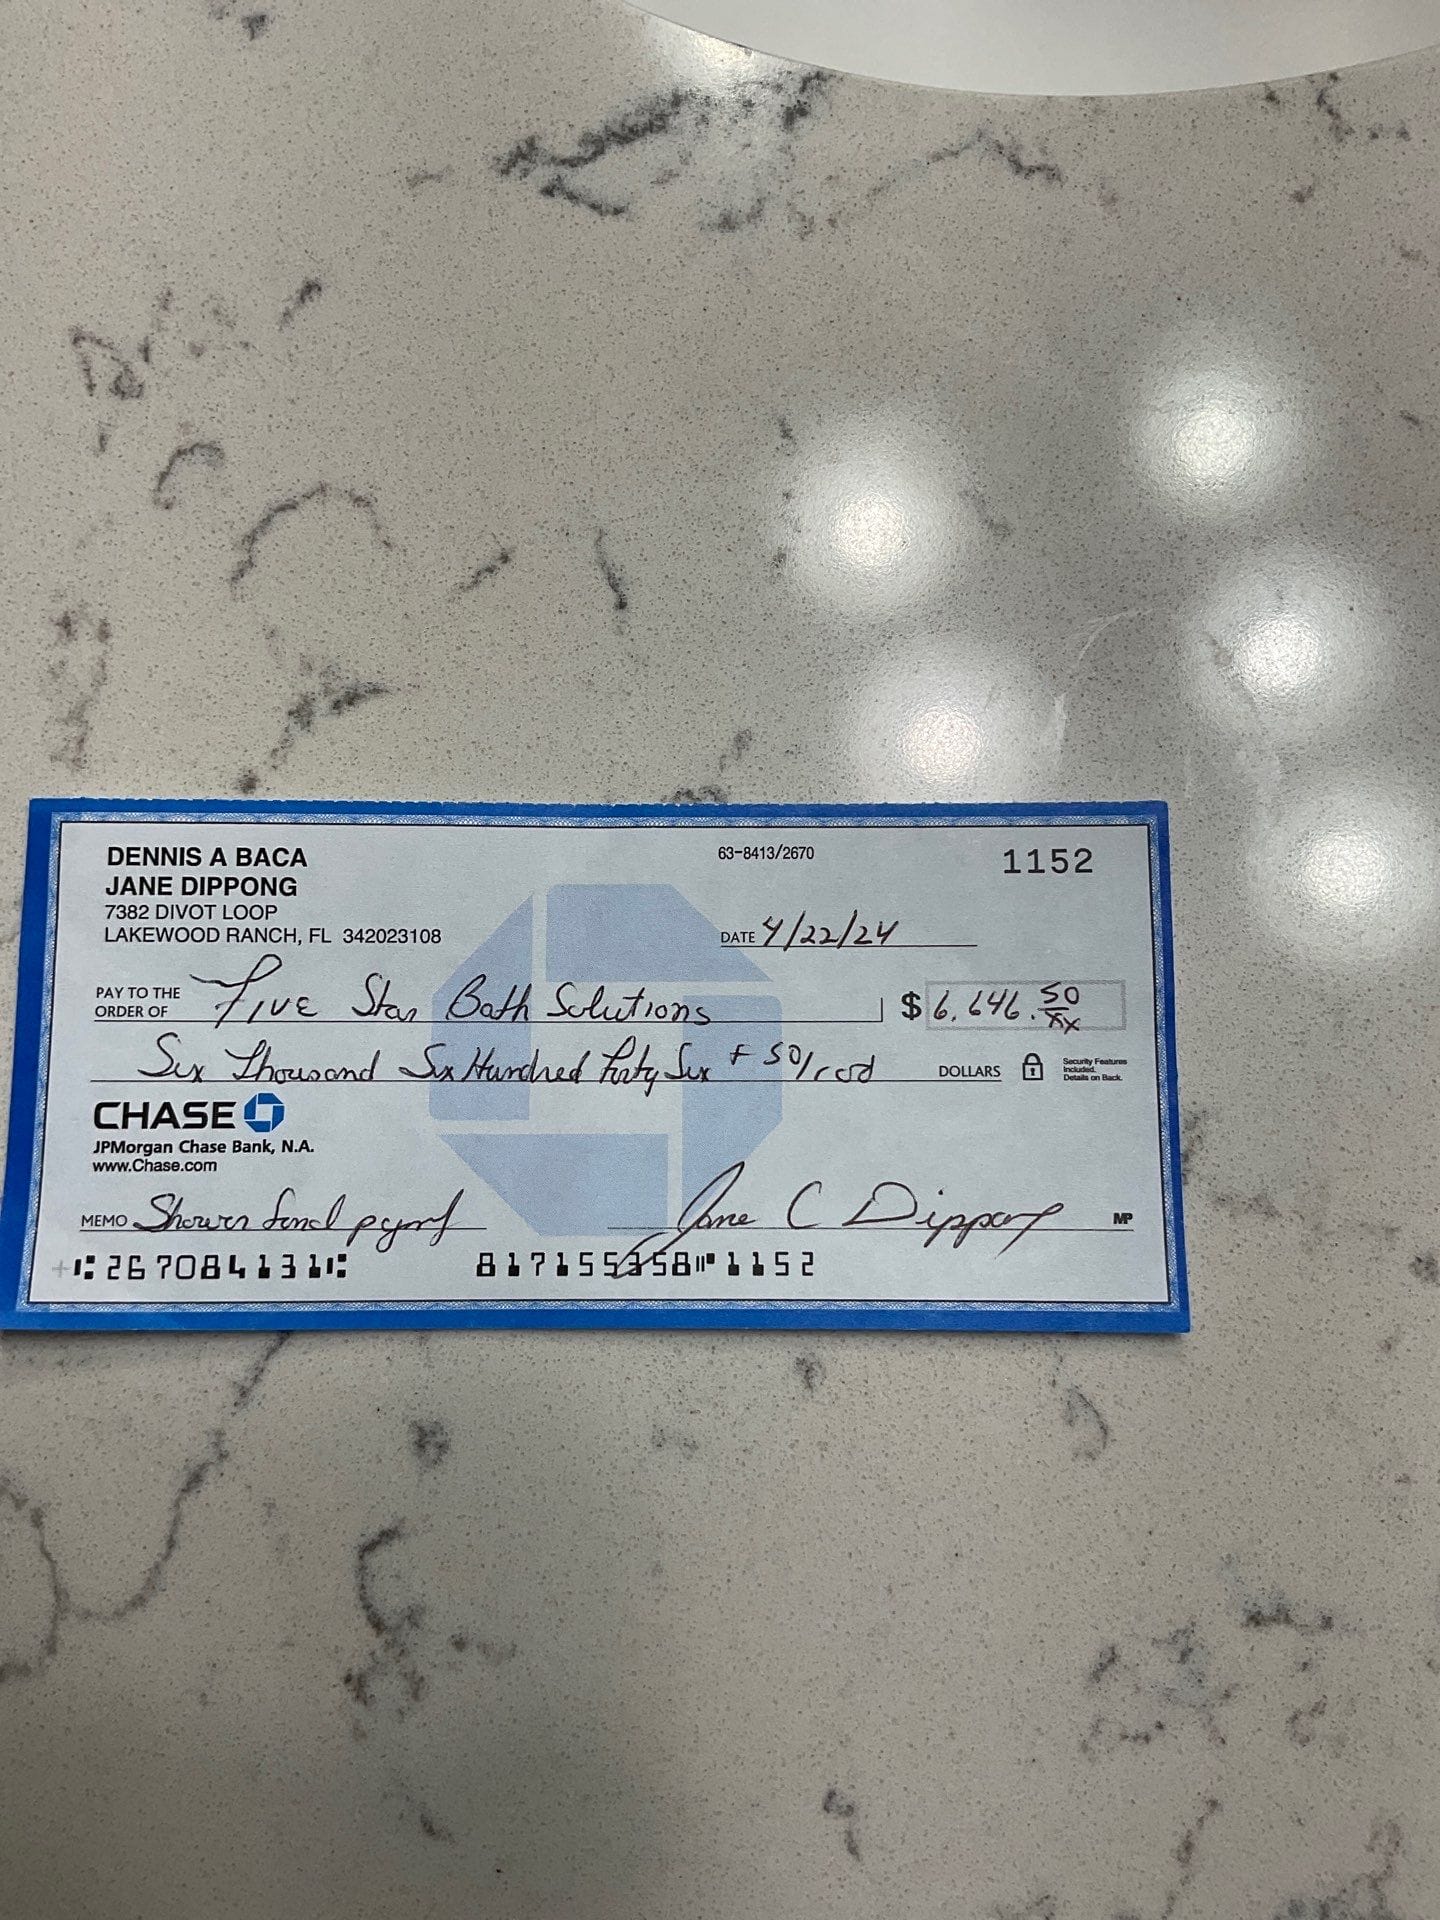 DENNIS A BACA
JANE DIPPONG
7382 DIVOT LOOP
LAKEWOOD RANCH, FL 342023108
63-8413/2670
1152
DATE 4/22/24
PAY TO THE ORDER OF Five Star Bath Solutions $ 6,646.50/xx
Six Thousand Six Hundred Forty Six + 50/ DOLLARS
Security Features Included. Details on Back.
CHASE
JPMorgan Chase Bank, N.A.
www.Chase.com
MEMO Shower Jane C Dippong MP
⑆267084131⑆ 817155358⑈1152